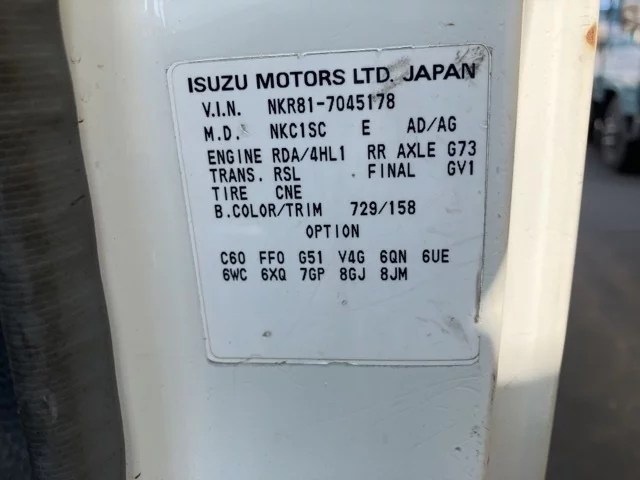 ISUZU MOTORS LTD. JAPAN
V.I.N. NKR81-7045178
M.D. NKC1SC E AD/AG
ENGINE RDA/4HL1 RR AXLE G73
TRANS. RSL FINAL GV1
TIRE CNE
B.COLOR/TRIM 729/158
OPTION
C60 FF0 G51 V4G 6QN 6UE
6WC 6XQ 7GP 8GJ 8JM